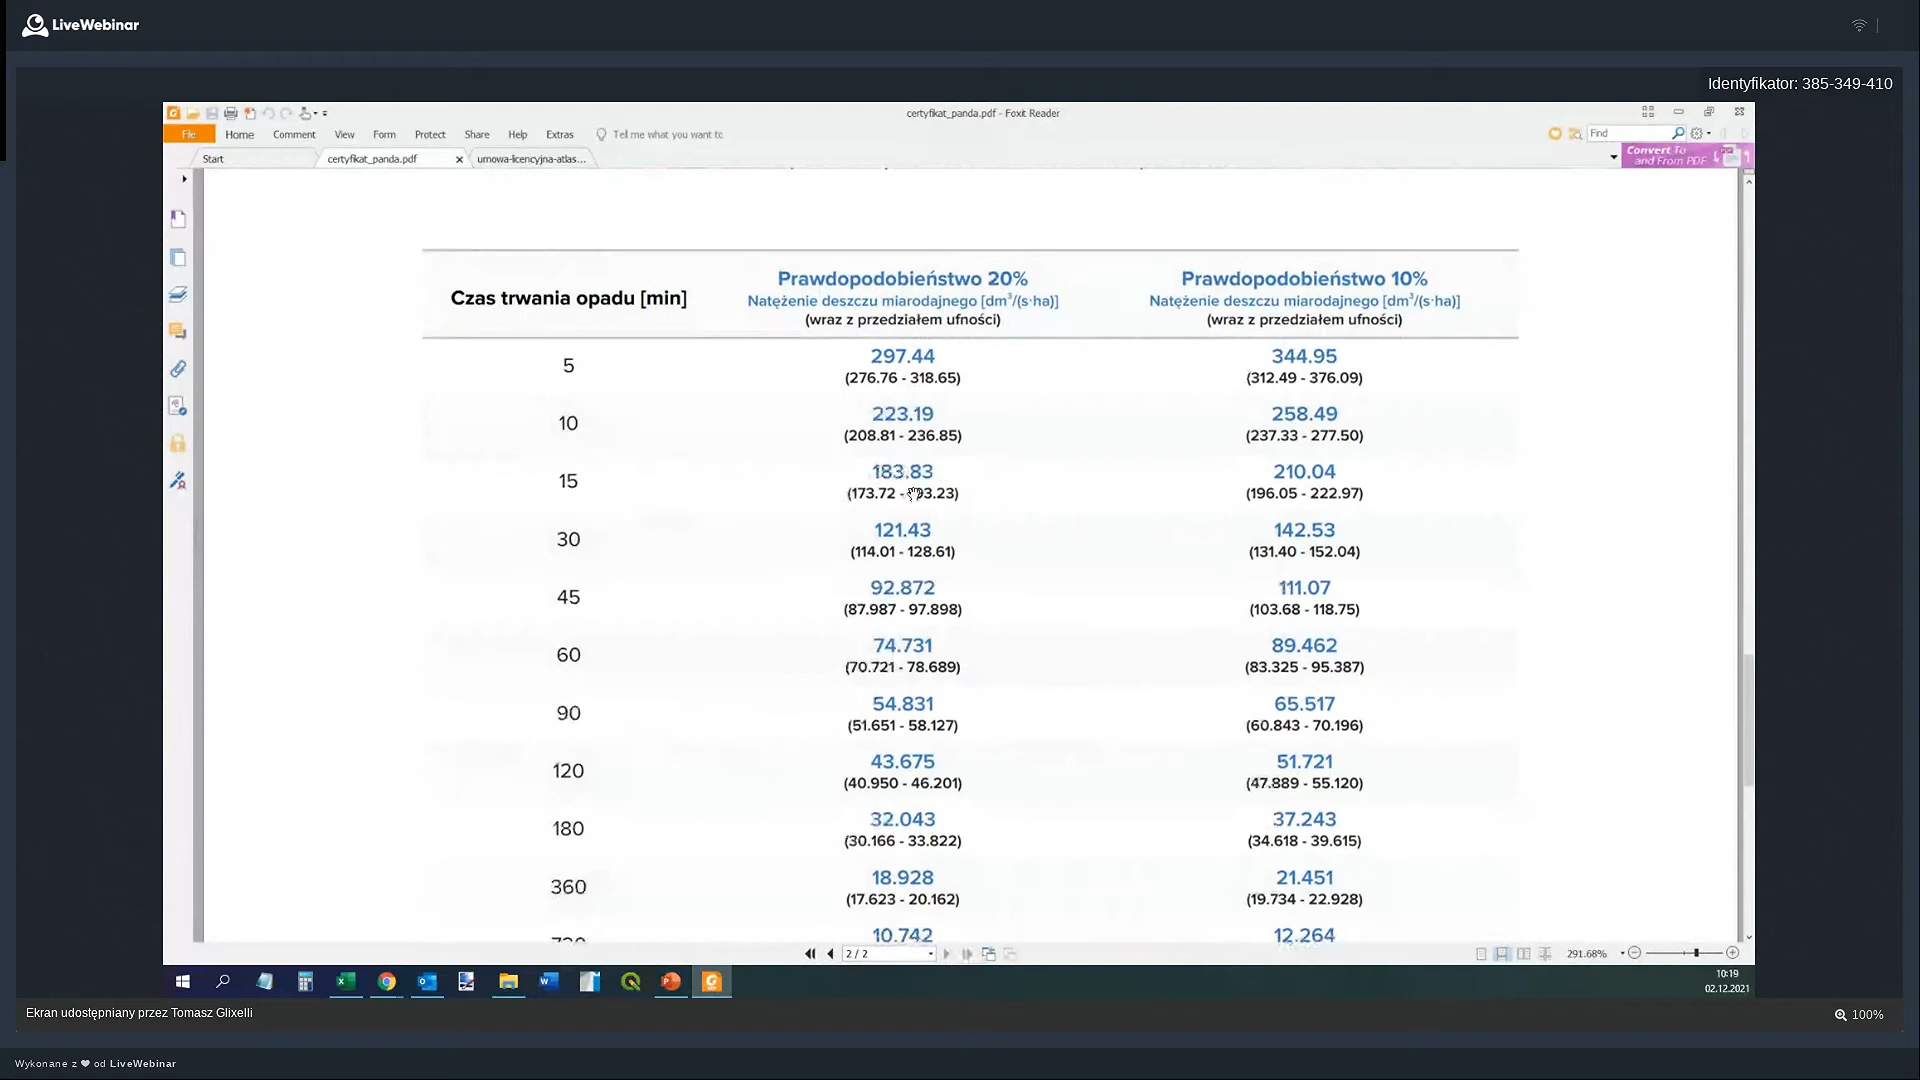 LiveWebinar
Identyfikator: 385-349-410
certyfikat_panda.pdf - Foxit Reader
File Home Comment View Form Protect Share Help Extras Tell me what you want to
Find
Start certyfikat_panda.pdf umowa-licencyjna-atlas...
Convert To
and From PDF
Czas trwania opadu [min]
Prawdopodobieństwo 20%
Natężenie deszczu miarodajnego [dm³/(s·ha)]
(wraz z przedziałem ufności)
Prawdopodobieństwo 10%
Natężenie deszczu miarodajnego [dm³/(s·ha)]
(wraz z przedziałem ufności)
5 297.44 344.95
(276.76 - 318.65) (312.49 - 376.09)
10 223.19 258.49
(208.81 - 236.85) (237.33 - 277.50)
15 183.83 210.04
(173.72 - 93.23) (196.05 - 222.97)
30 121.43 142.53
(114.01 - 128.61) (131.40 - 152.04)
45 92.872 111.07
(87.987 - 97.898) (103.68 - 118.75)
60 74.731 89.462
(70.721 - 78.689) (83.325 - 95.387)
90 54.831 65.517
(51.651 - 58.127) (60.843 - 70.196)
120 43.675 51.721
(40.950 - 46.201) (47.889 - 55.120)
180 32.043 37.243
(30.166 - 33.822) (34.618 - 39.615)
360 18.928 21.451
(17.623 - 20.162) (19.734 - 22.928)
10.742 12.264
2 / 2
291.68%
10:19
02.12.2021
Ekran udostępniany przez Tomasz Glixelli
100%
Wykonane z ❤ od LiveWebinar